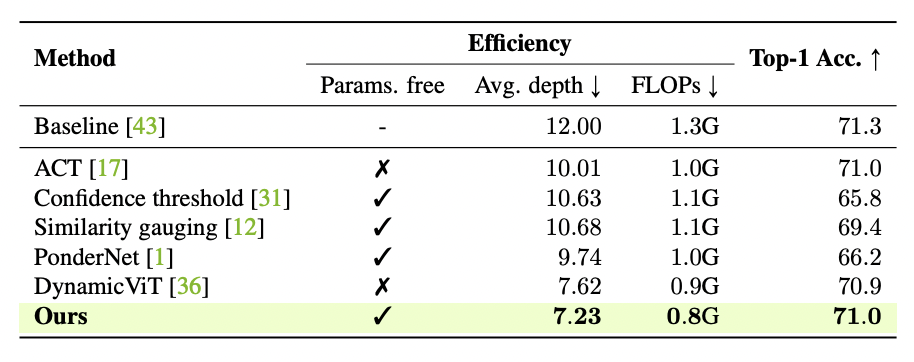 Method Efficiency Top-1 Acc. ↑
Params. free Avg. depth ↓ FLOPs ↓
Baseline [43] - 12.00 1.3G 71.3
ACT [17] ✗ 10.01 1.0G 71.0
Confidence threshold [31] ✓ 10.63 1.1G 65.8
Similarity gauging [12] ✓ 10.68 1.1G 69.4
PonderNet [1] ✓ 9.74 1.0G 66.2
DynamicViT [36] ✗ 7.62 0.9G 70.9
Ours ✓ 7.23 0.8G 71.0